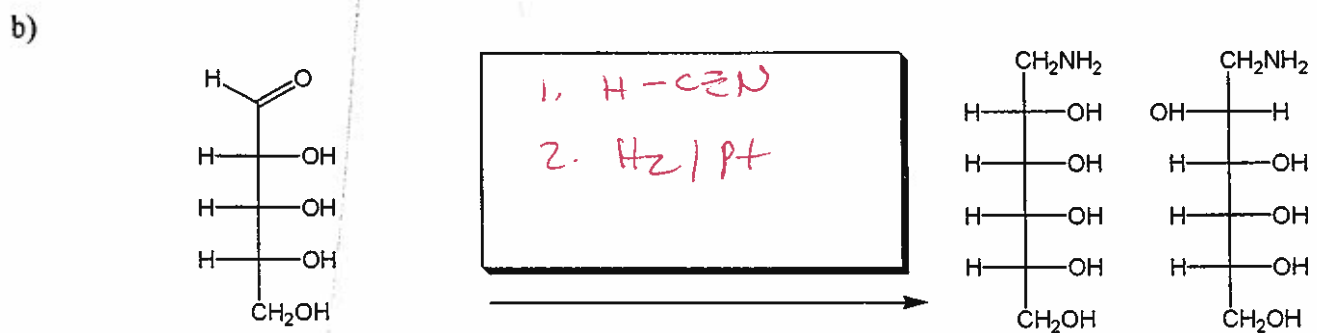 b)
1. H-C≡N
2. H2/Pt
H O
H OH
H OH
H OH
CH2OH
CH2NH2
H OH
H OH
H OH
H OH
CH2OH
CH2NH2
OH H
H OH
H OH
H OH
CH2OH